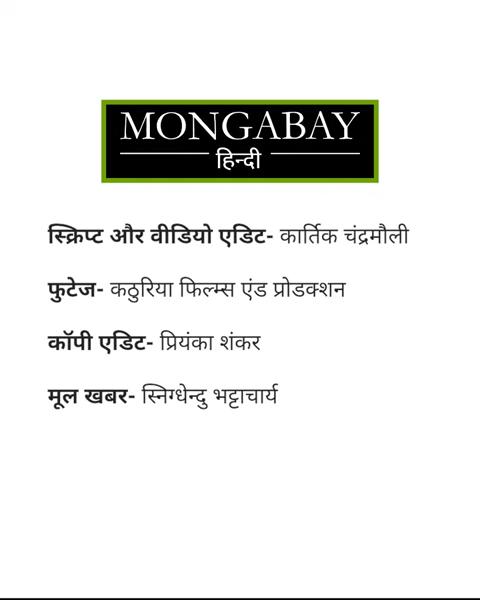 MONGABAY
हिन्दी
स्क्रिप्ट और वीडियो एडिट- कार्तिक चंद्रमौली
फुटेज- कठुरिया फिल्म्स एंड प्रोडक्शन
कॉपी एडिट- प्रियंका शंकर
मूल खबर- स्निग्धेन्दु भट्टाचार्य